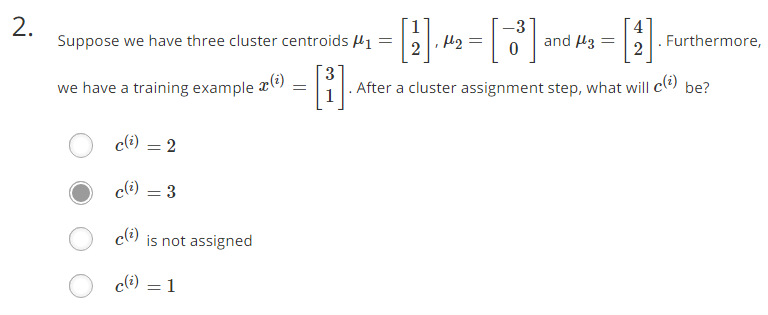 2.
Suppose we have three cluster centroids μ₁ = [1 2], μ₂ = [−3 0] and μ₃ = [4 2]. Furthermore,
we have a training example x⁽ⁱ⁾ = [3 1]. After a cluster assignment step, what will c⁽ⁱ⁾ be?
c⁽ⁱ⁾ = 2
c⁽ⁱ⁾ = 3
c⁽ⁱ⁾ is not assigned
c⁽ⁱ⁾ = 1